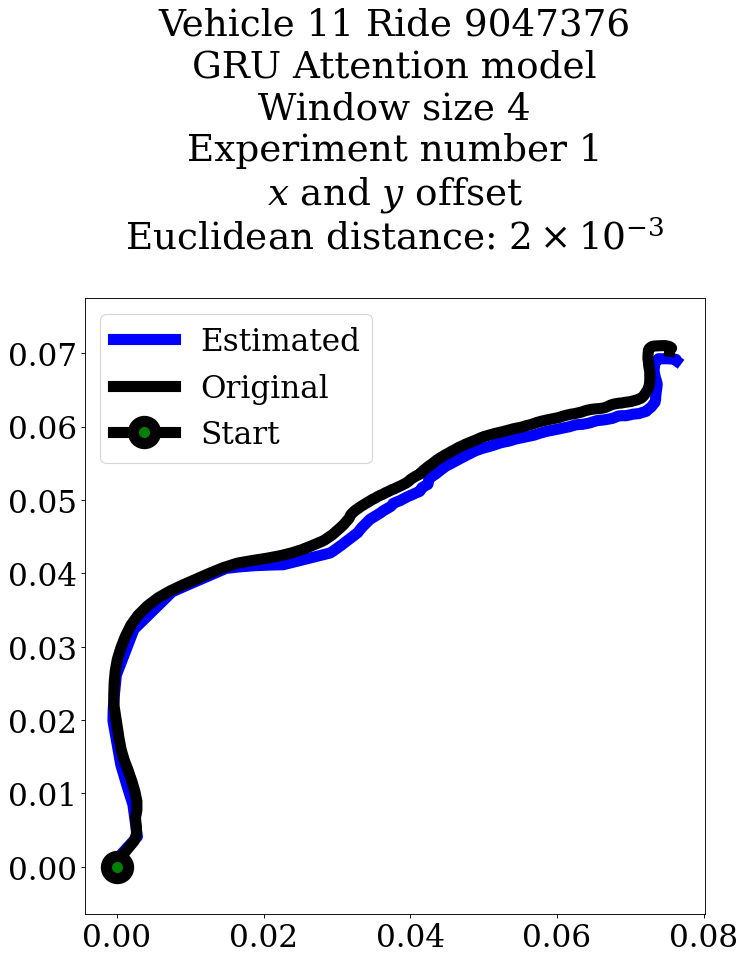 Vehicle 11 Ride 9047376
GRU Attention model
Window size 4
Experiment number 1
x and y offset
Euclidean distance: 2 × 10⁻³
Estimated
Original
Start
0.07
0.06
0.05
0.04
0.03
0.02
0.01
0.00
0.00 0.02 0.04 0.06 0.08